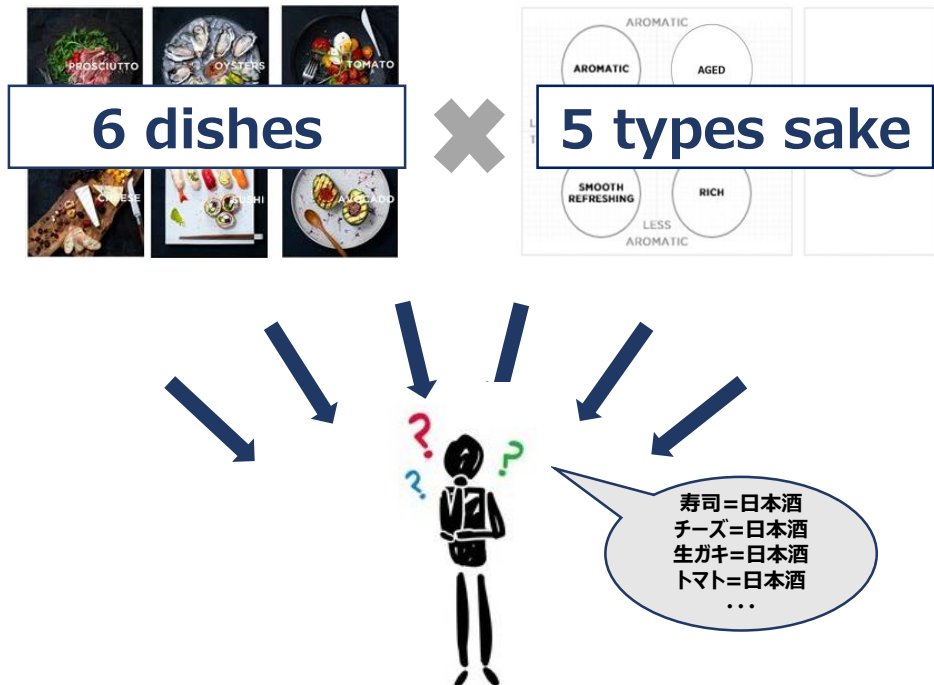 PROSCIUTTO
OYSTERS
TOMATO
6 dishes
CHEESE
SUSHI
AVOCADO
AROMATIC
AROMATIC
AGED
5 types sake
SMOOTH
REFRESHING
RICH
LESS
AROMATIC
? ? ?
寿司=日本酒
チーズ=日本酒
生ガキ=日本酒
トマト=日本酒
・・・